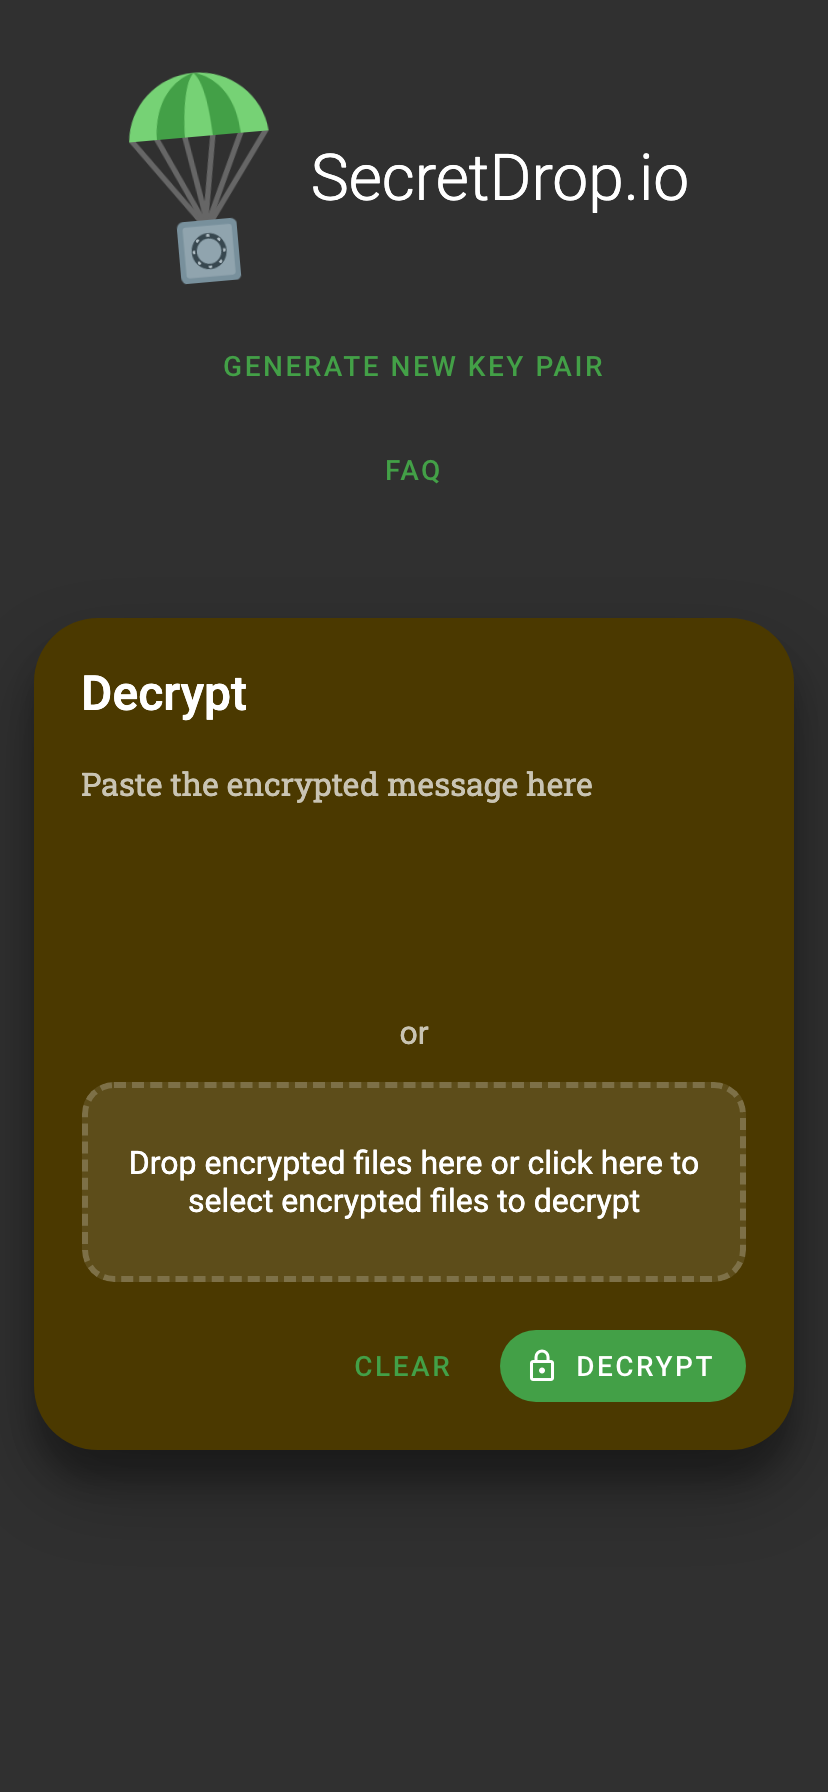 SecretDrop.io
GENERATE NEW KEY PAIR
FAQ
Decrypt
Paste the encrypted message here
or
Drop encrypted files here or click here to
select encrypted files to decrypt
CLEAR
DECRYPT